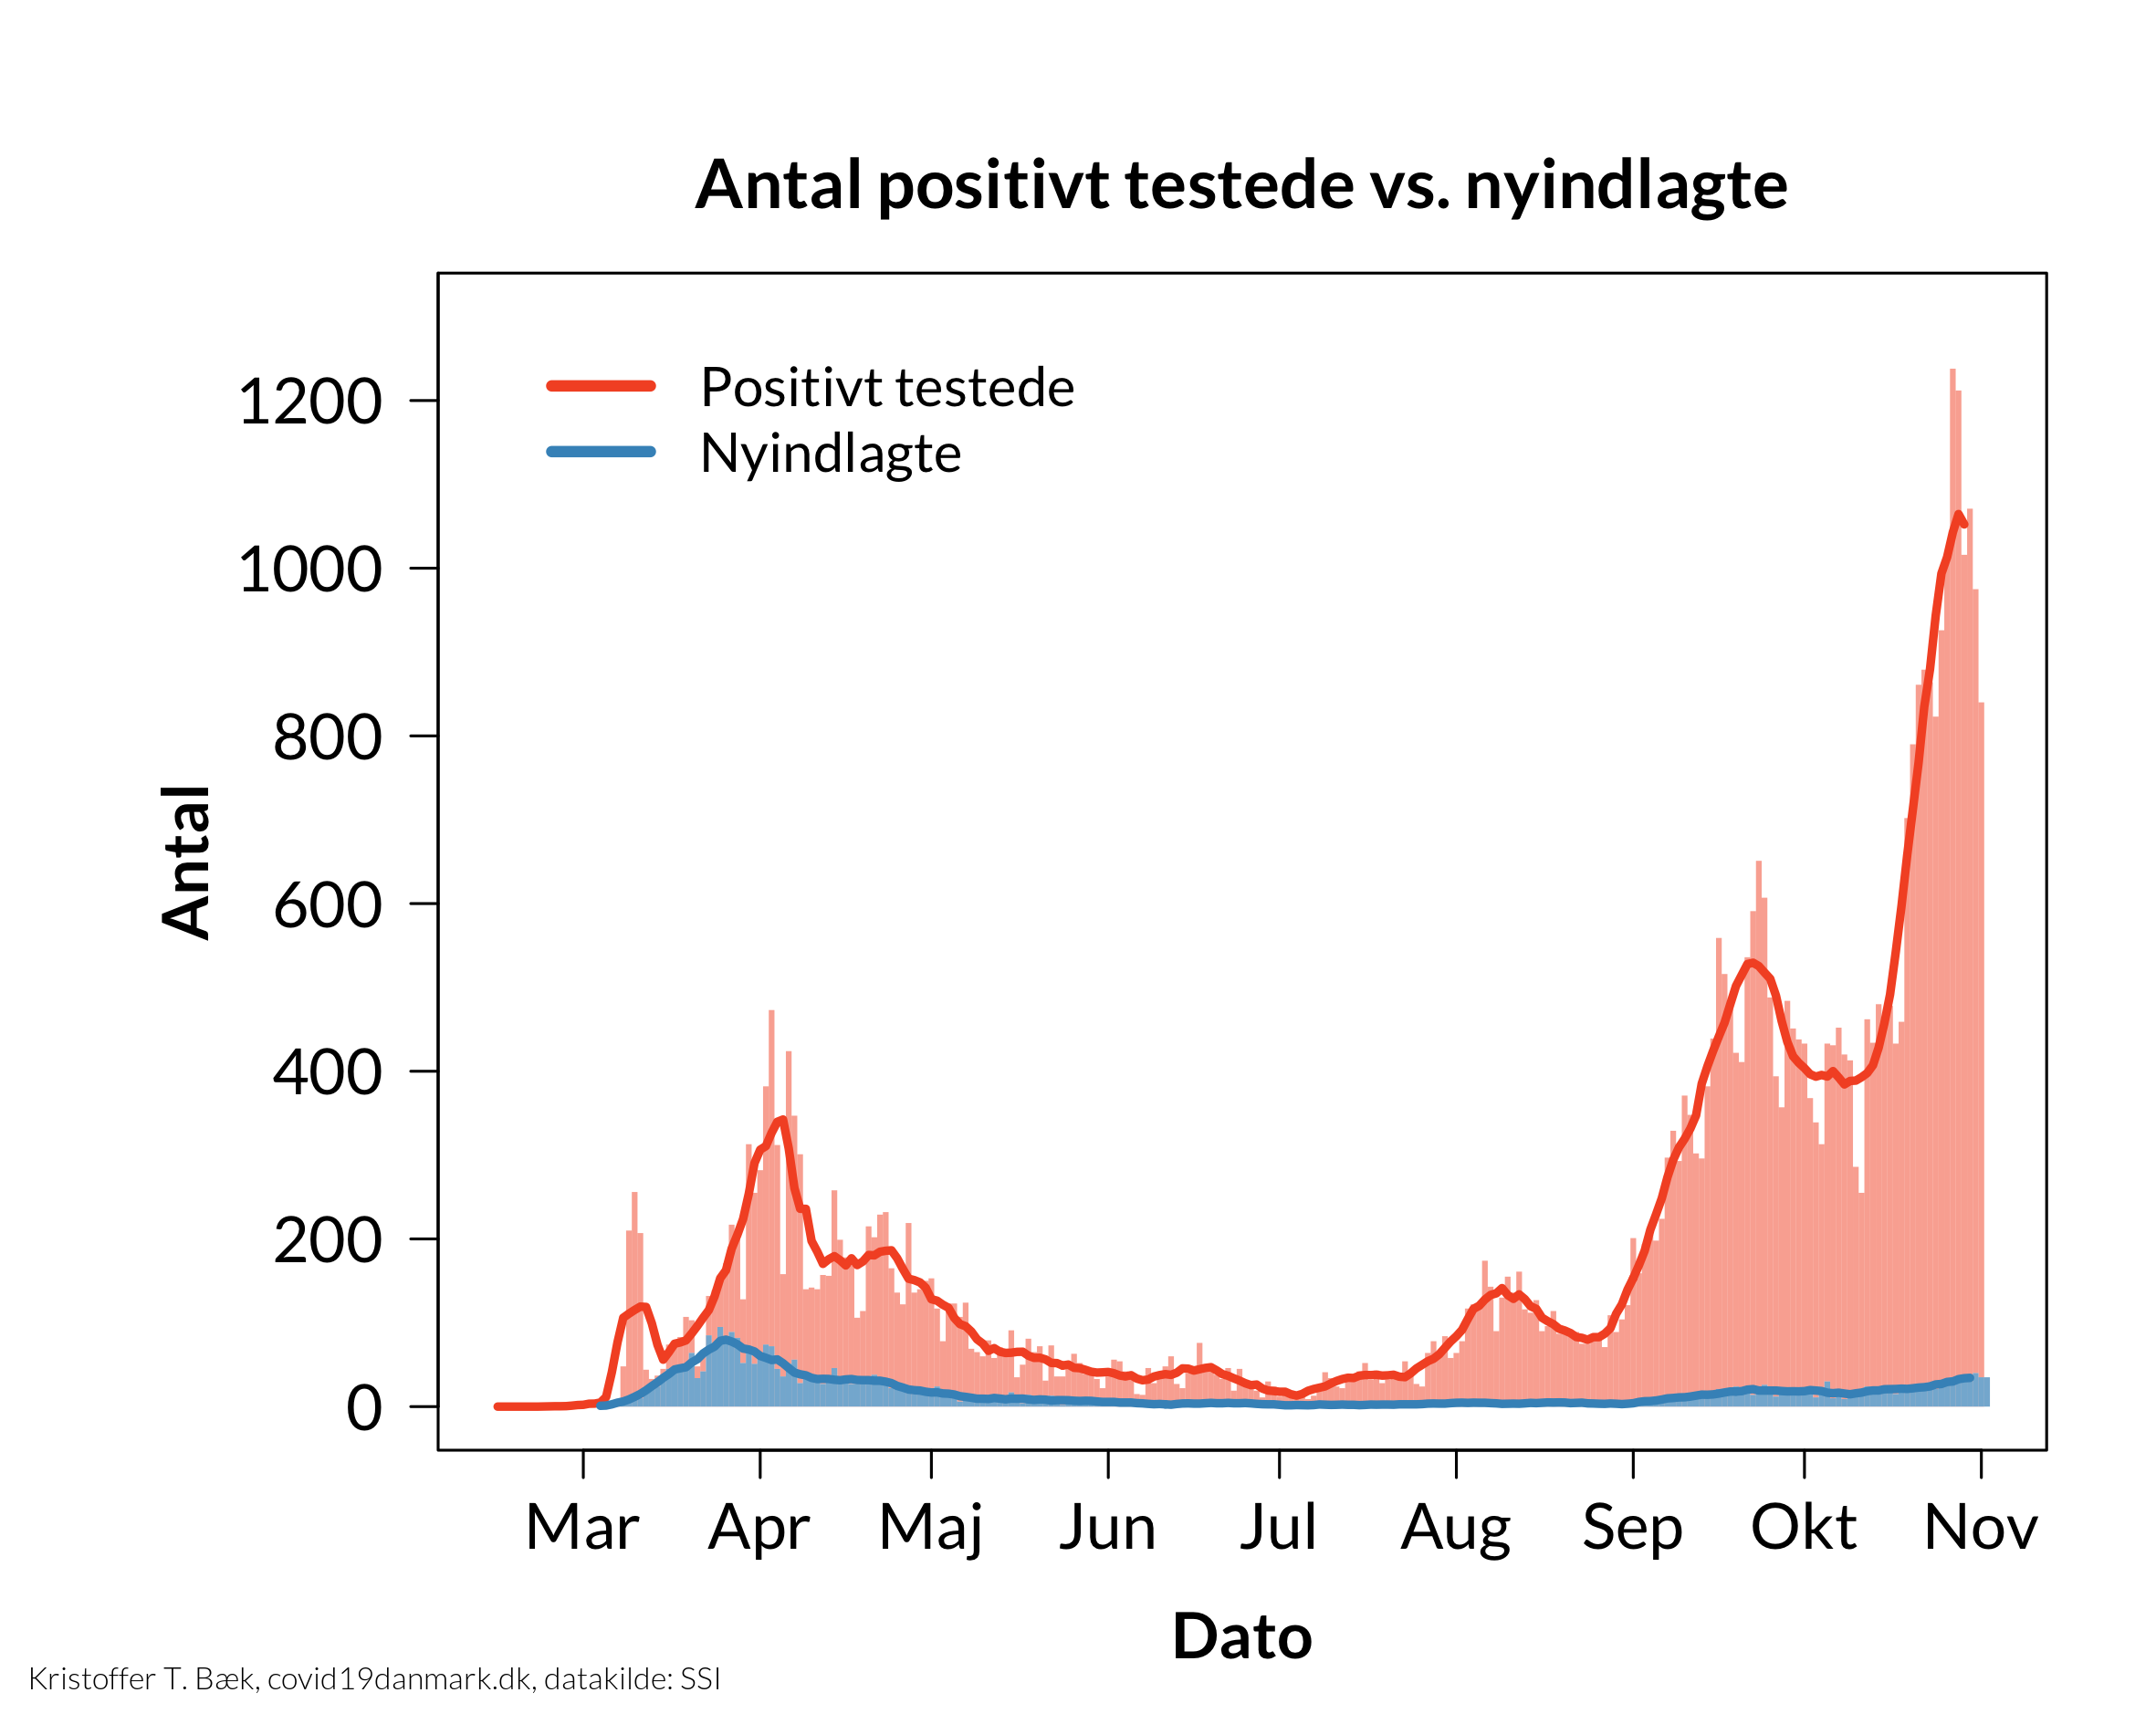 Antal positivt testede vs. nyindlagte
Positivt testede
Nyindlagte
1200
1000
800
600
400
200
0
Antal
Mar Apr Maj Jun Jul Aug Sep Okt Nov
Dato
Kristoffer T. Bæk, covid19danmark.dk, datakilde: SSI